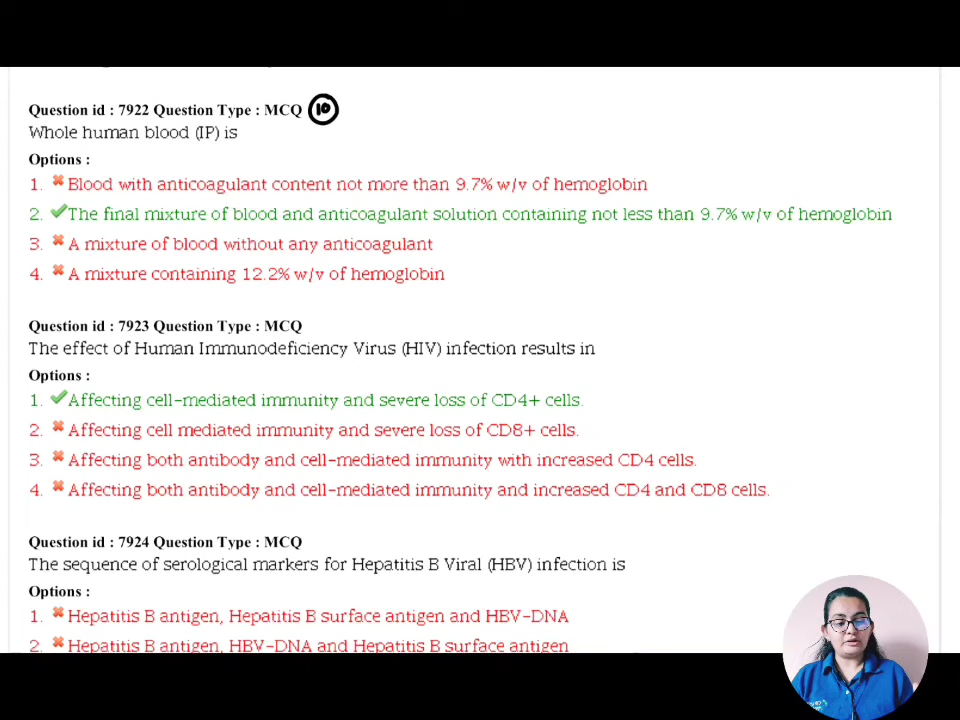 Question id : 7922 Question Type : MCQ 10
Whole human blood (IP) is
Options :
1. Blood with anticoagulant content not more than 9.7% w/v of hemoglobin
2. The final mixture of blood and anticoagulant solution containing not less than 9.7% w/v of hemoglobin
3. A mixture of blood without any anticoagulant
4. A mixture containing 12.2% w/v of hemoglobin
Question id : 7923 Question Type : MCQ
The effect of Human Immunodeficiency Virus (HIV) infection results in
Options :
1. Affecting cell-mediated immunity and severe loss of CD4+ cells.
2. Affecting cell mediated immunity and severe loss of CD8+ cells.
3. Affecting both antibody and cell-mediated immunity with increased CD4 cells.
4. Affecting both antibody and cell-mediated immunity and increased CD4 and CD8 cells.
Question id : 7924 Question Type : MCQ
The sequence of serological markers for Hepatitis B Viral (HBV) infection is
Options :
1. Hepatitis B antigen, Hepatitis B surface antigen and HBV-DNA
2. Hepatitis B antigen, HBV-DNA and Hepatitis B surface antigen